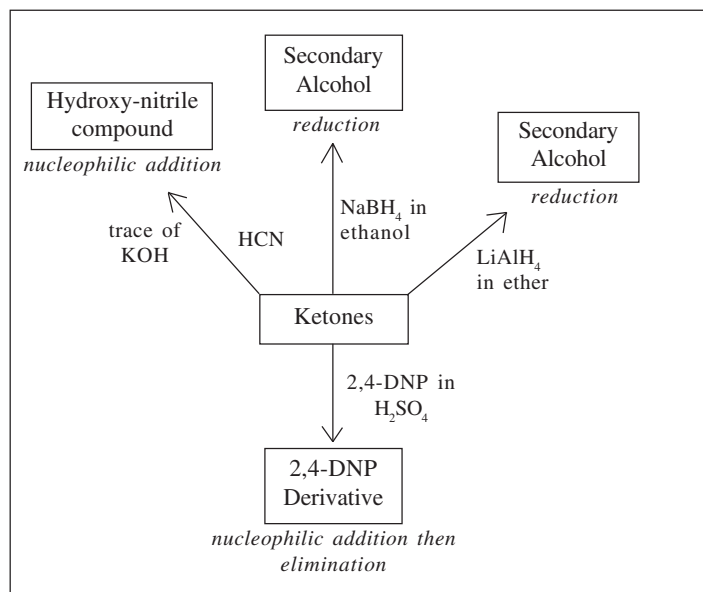 Secondary
Alcohol
reduction
Hydroxy-nitrile
compound
nucleophilic addition
Secondary
Alcohol
reduction
trace of
KOH
HCN
NaBH₄ in
ethanol
LiAlH₄
in ether
Ketones
2,4-DNP in
H₂SO₄
2,4-DNP
Derivative
nucleophilic addition then
elimination